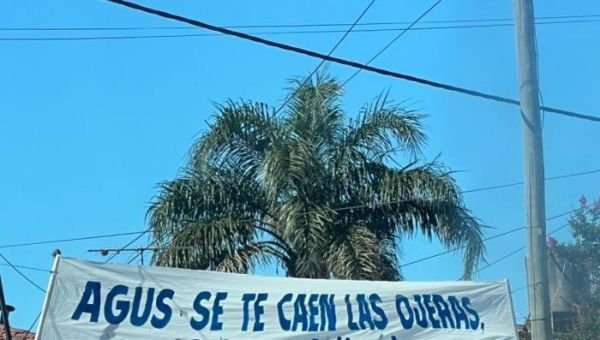 AGUS SE TE CAEN LAS OJERAS,